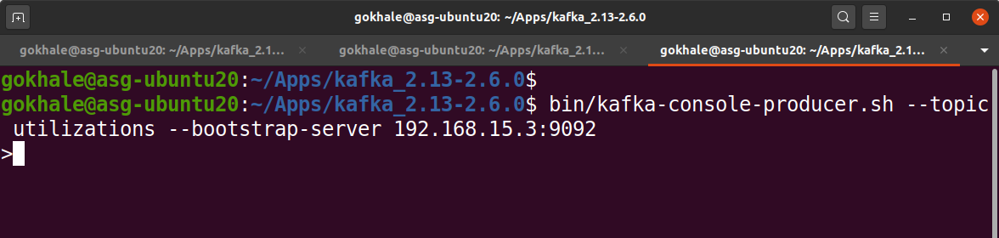 gokhale@asg-ubuntu20: ~/Apps/kafka_2.13-2.6.0
gokhale@asg-ubuntu20: ~/Apps/kafka_2.1... × gokhale@asg-ubuntu20: ~/Apps/kafka_2.1... × gokhale@asg-ubuntu20: ~/Apps/kafka_2.1... ×
gokhale@asg-ubuntu20:~/Apps/kafka_2.13-2.6.0$
gokhale@asg-ubuntu20:~/Apps/kafka_2.13-2.6.0$ bin/kafka-console-producer.sh --topic
utilizations --bootstrap-server 192.168.15.3:9092
>